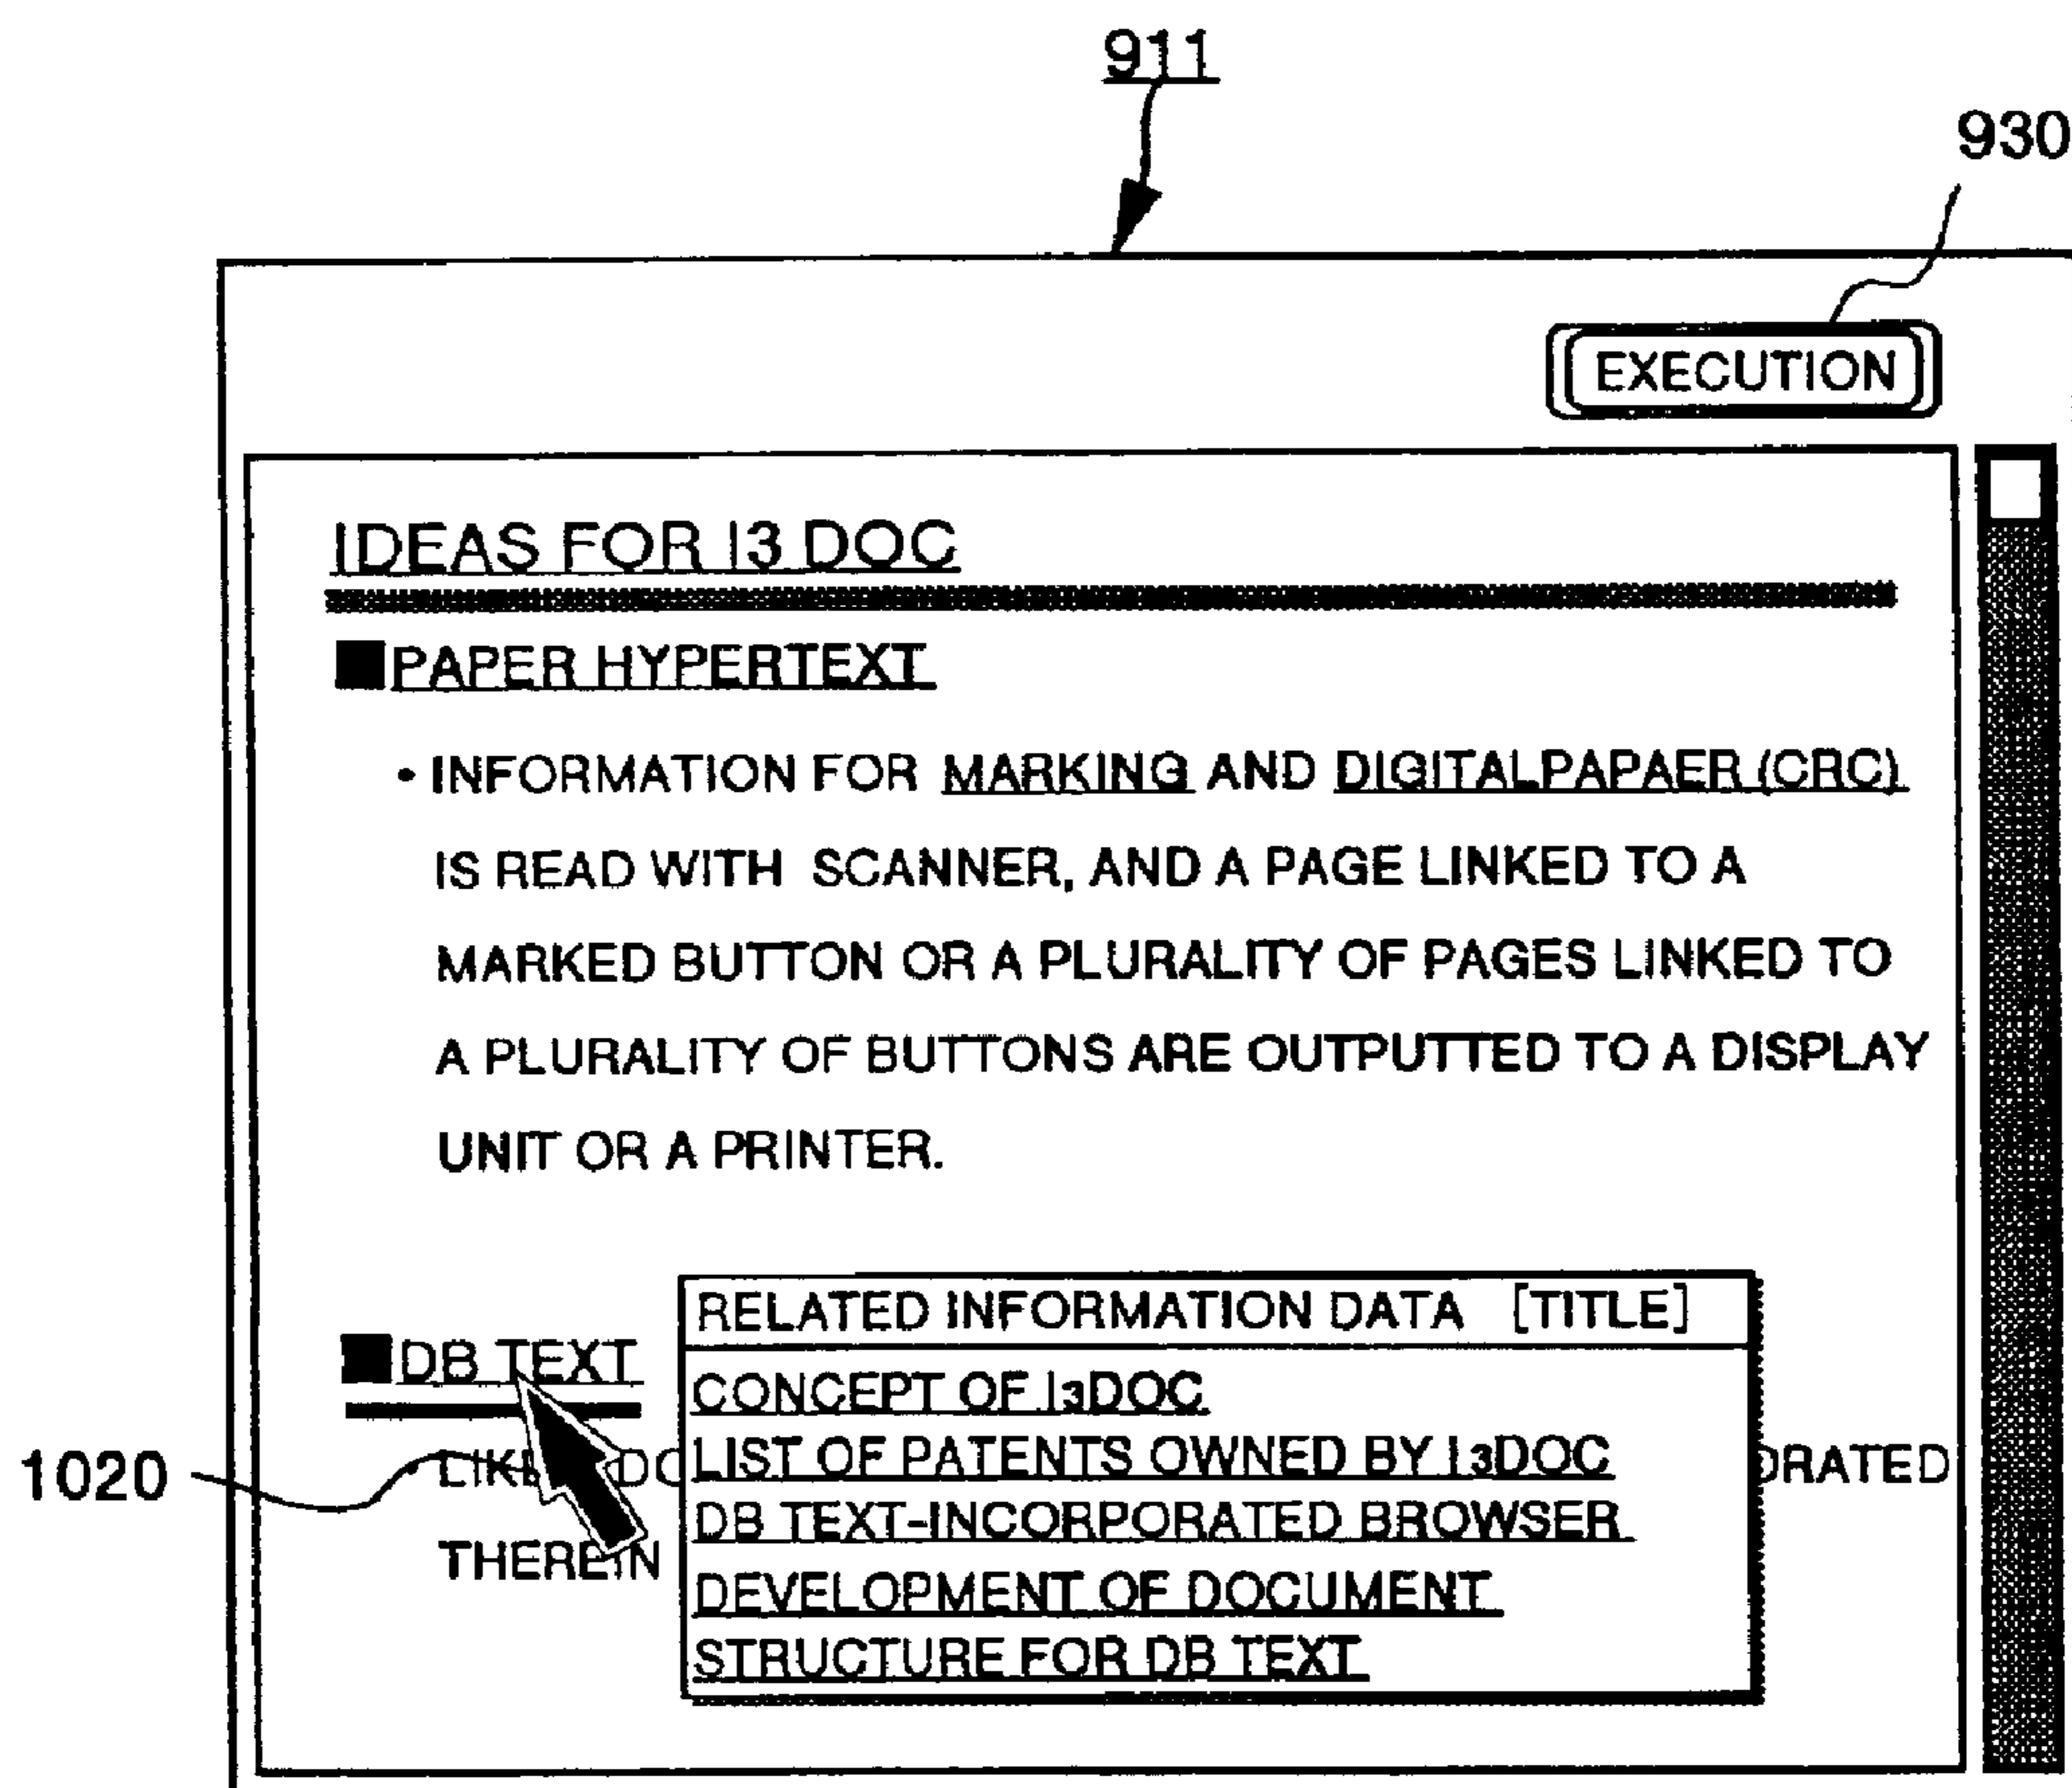 911
930
EXECUTION
IDEAS FOR I3 DOC
PAPER HYPERTEXT
• INFORMATION FOR MARKING AND DIGITALPAPAER (CRC)
IS READ WITH SCANNER, AND A PAGE LINKED TO A
MARKED BUTTON OR A PLURALITY OF PAGES LINKED TO
A PLURALITY OF BUTTONS ARE OUTPUTTED TO A DISPLAY
UNIT OR A PRINTER.
RELATED INFORMATION DATA [TITLE]
DB TEXT
CONCEPT OF I3DOC
1020
LIST OF PATENTS OWNED BY I3DOC
ORATED
DB TEXT-INCORPORATED BROWSER
THEREIN
DEVELOPMENT OF DOCUMENT
STRUCTURE FOR DB TEXT